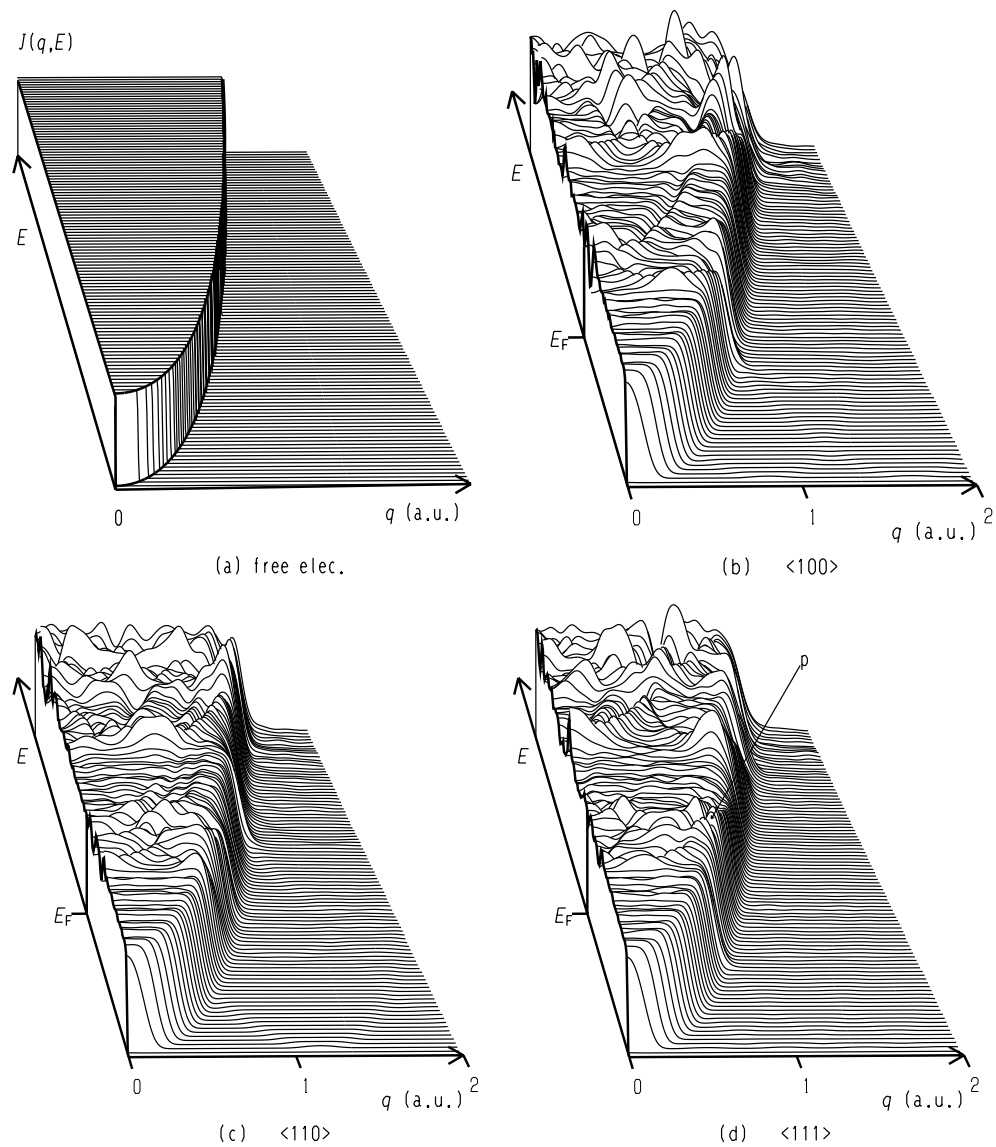 J(q,E)
E
0
q (a.u.)
(a) free elec.
E
E_F
0
1
2
q (a.u.)
(b) <100>
E
E_F
0
1
2
q (a.u.)
(c) <110>
p
E
E_F
0
1
2
q (a.u.)
(d) <111>